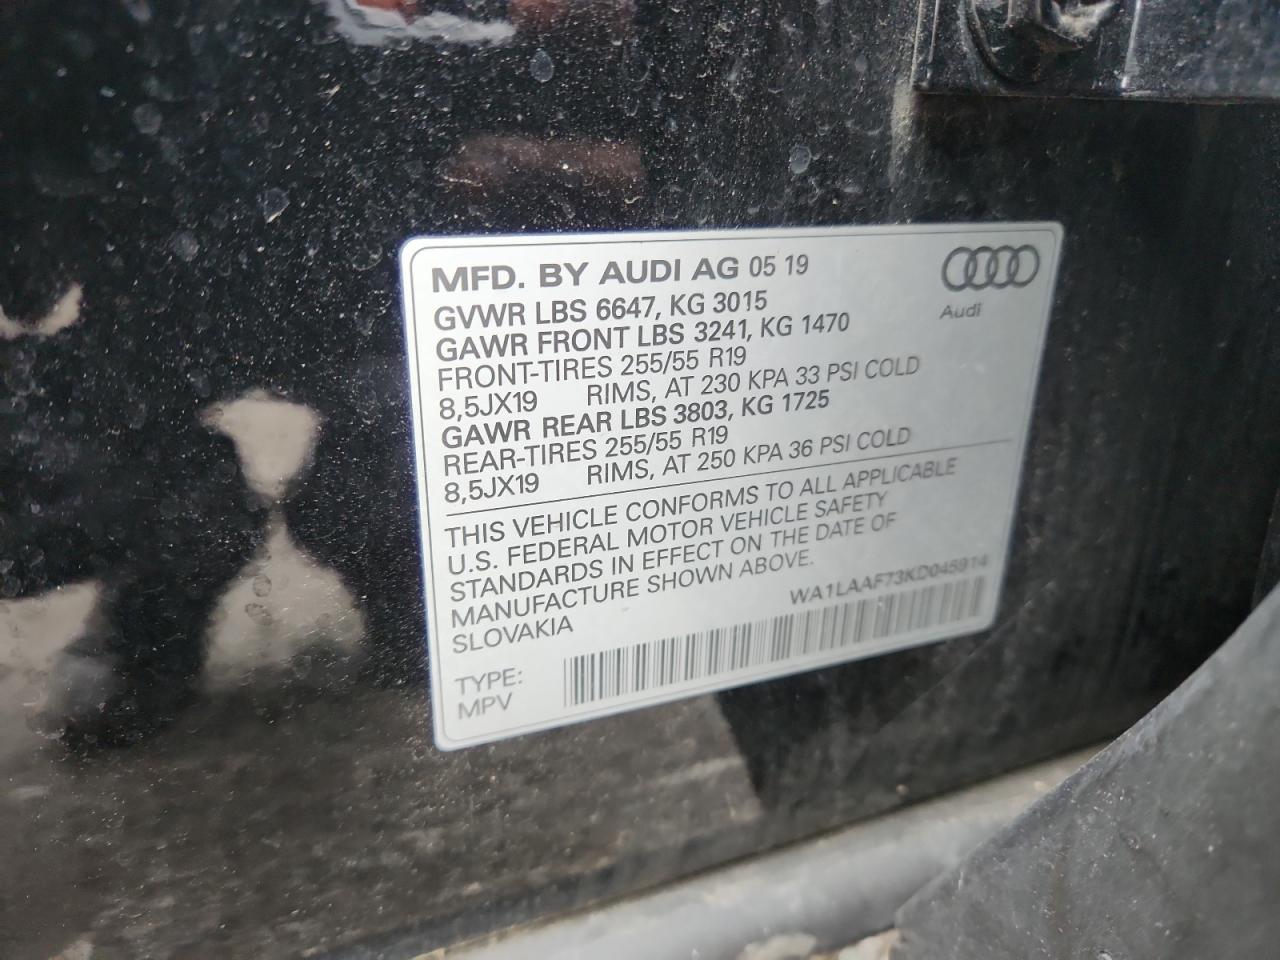 MFD. BY AUDI AG 05 19
GVWR LBS 6647, KG 3015
GAWR FRONT LBS 3241, KG 1470
FRONT-TIRES 255/55 R19
8,5JX19 RIMS, AT 230 KPA 33 PSI COLD
GAWR REAR LBS 3803, KG 1725
REAR-TIRES 255/55 R19
8,5JX19 RIMS, AT 250 KPA 36 PSI COLD
Audi
THIS VEHICLE CONFORMS TO ALL APPLICABLE
U.S. FEDERAL MOTOR VEHICLE SAFETY
STANDARDS IN EFFECT ON THE DATE OF
MANUFACTURE SHOWN ABOVE.
SLOVAKIA
WA1LAAF73KD045914
TYPE:
MPV